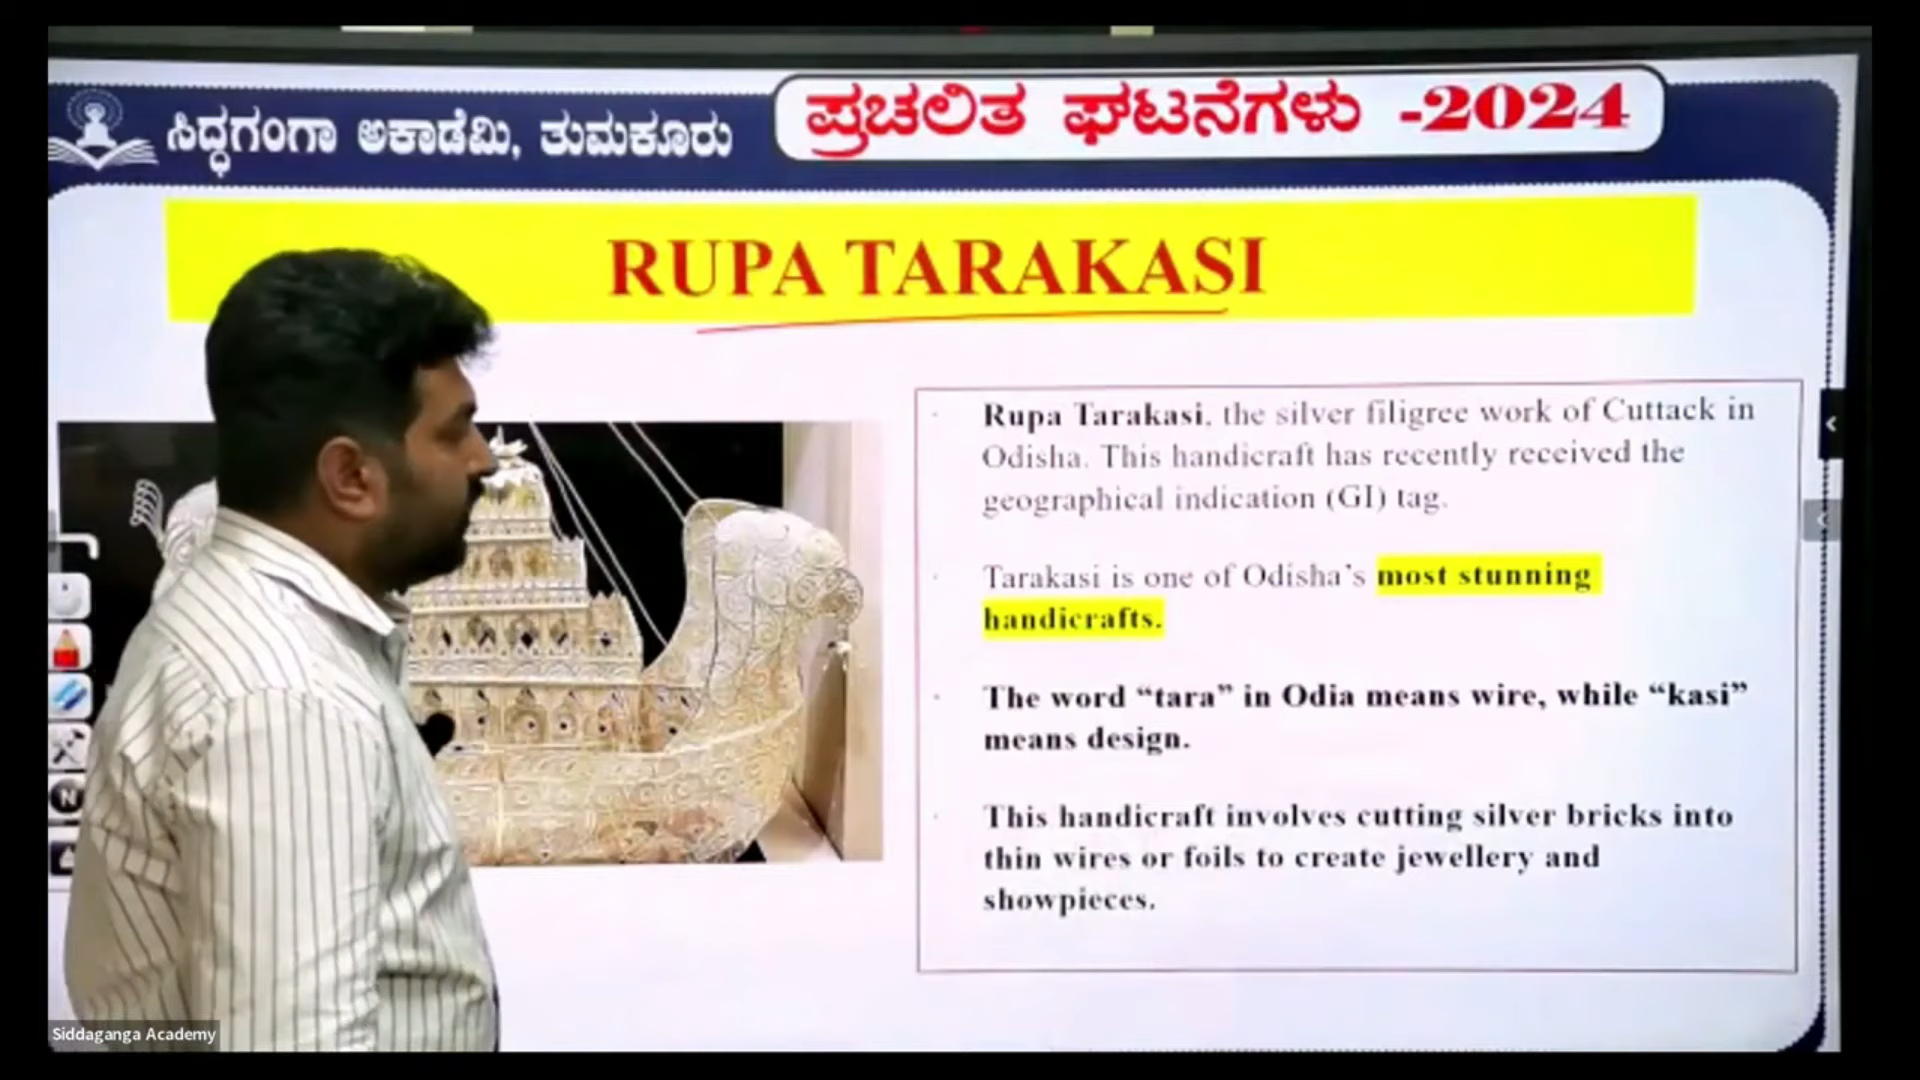 ಸಿದ್ಧಗಂಗಾ ಅಕಾಡೆಮಿ, ತುಮಕೂರು
ಪ್ರಚಲಿತ ಘಟನೆಗಳು -2024
RUPA TARAKASI
Rupa Tarakasi, the silver filigree work of Cuttack in
Odisha. This handicraft has recently received the
geographical indication (GI) tag.
Tarakasi is one of Odisha’s most stunning
handicrafts.
The word “tara” in Odia means wire, while “kasi”
means design.
This handicraft involves cutting silver bricks into
thin wires or foils to create jewellery and
showpieces.
N
Siddaganga Academy